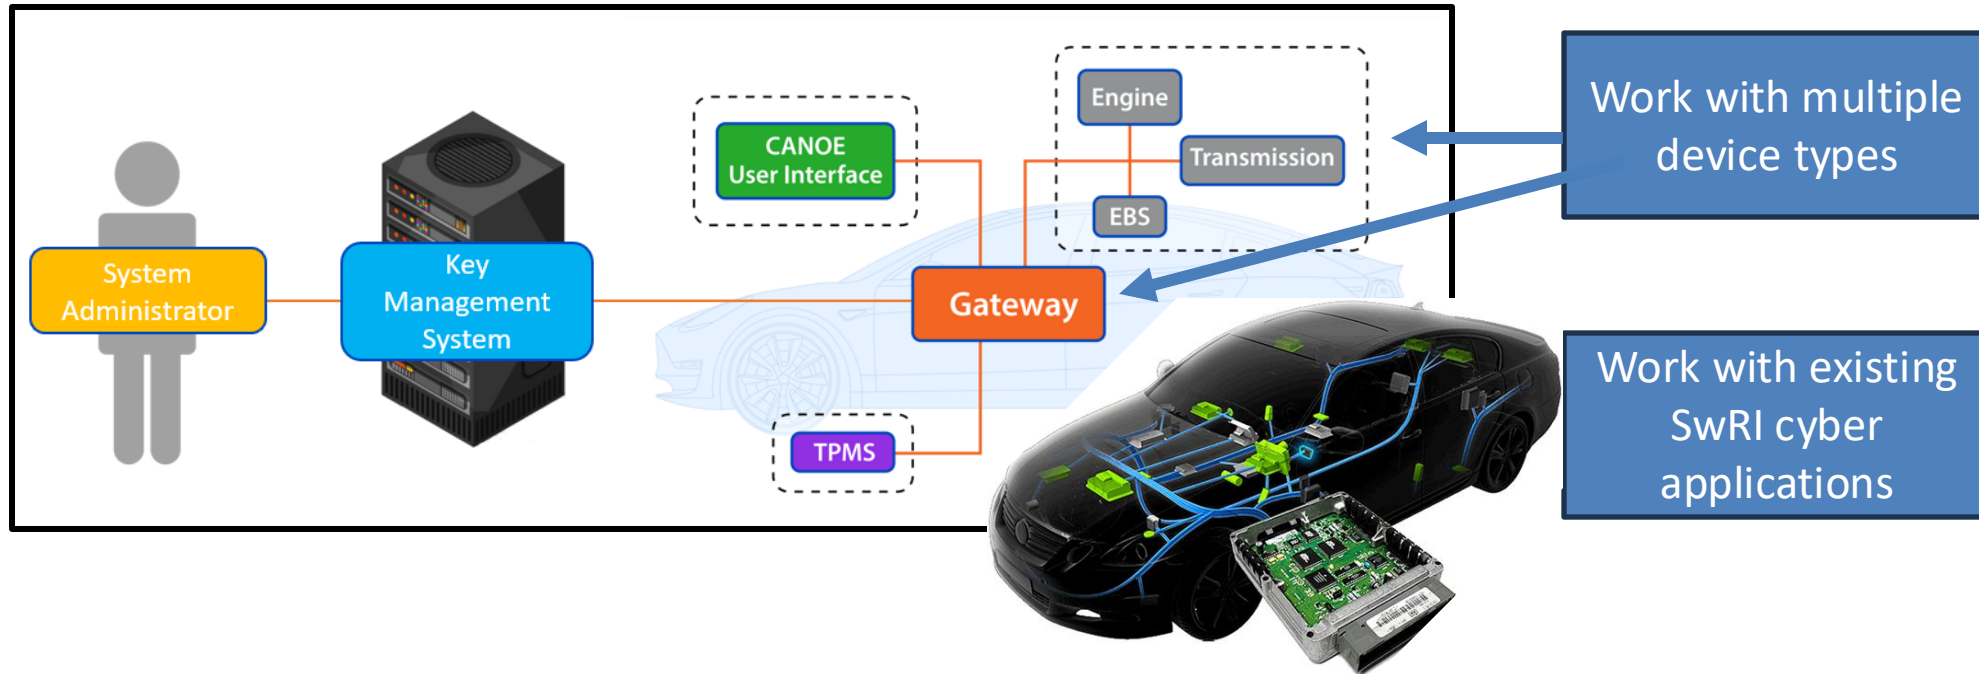 System
Administrator
Key
Management
System
CANOE
User Interface
Engine
Transmission
EBS
Gateway
TPMS
Work with multiple
device types
Work with existing
SwRI cyber
applications